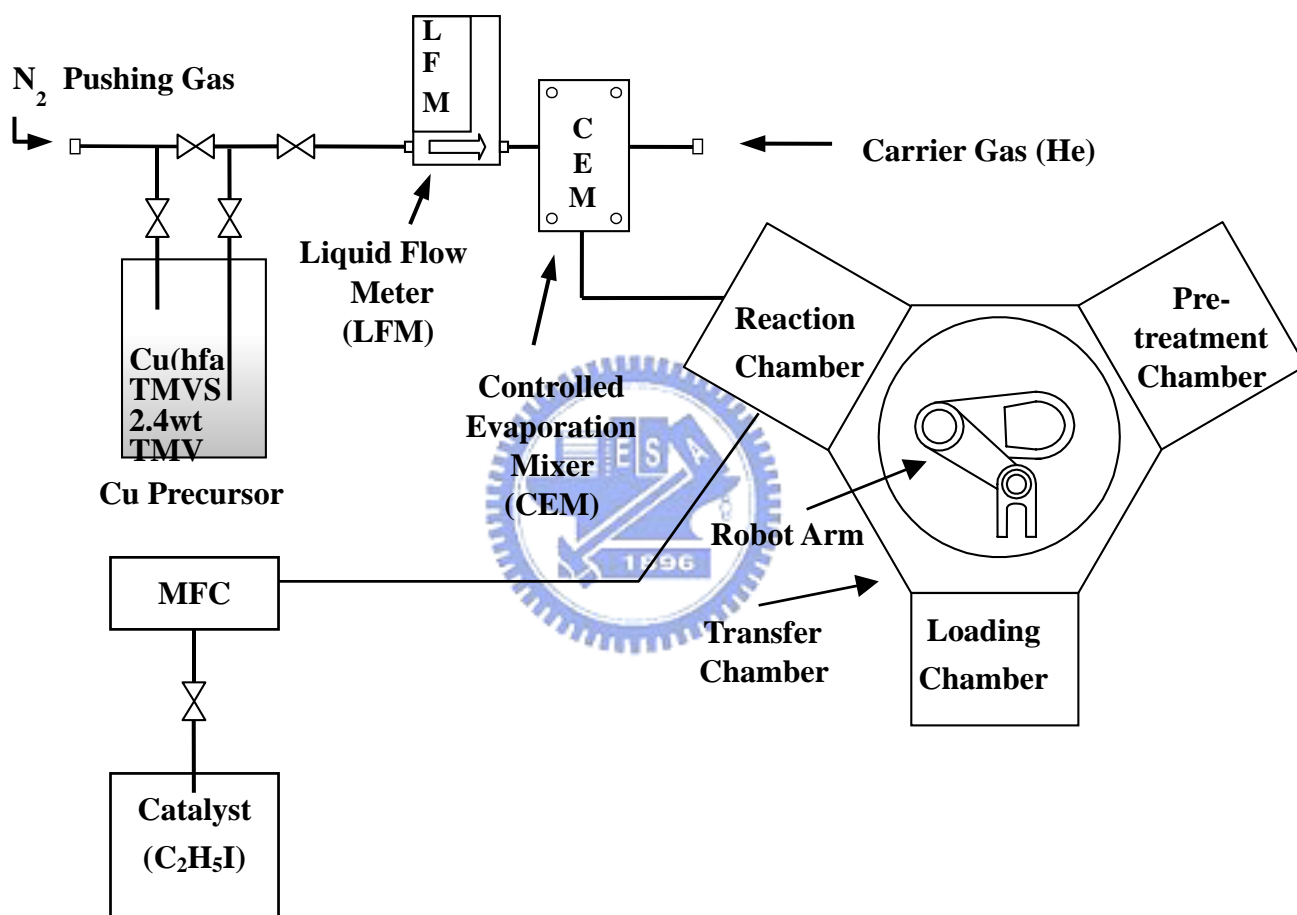 N₂ Pushing Gas
L
F
M
C
E
M
Carrier Gas (He)
Liquid Flow
Meter
(LFM)
Cu(hfa
TMVS
2.4wt
TMV
Cu Precursor
Controlled
Evaporation
Mixer
(CEM)
Reaction
Chamber
Pre-
treatment
Chamber
Robot Arm
Transfer
Chamber
Loading
Chamber
MFC
Catalyst
(C₂H₅I)
E S A
1896